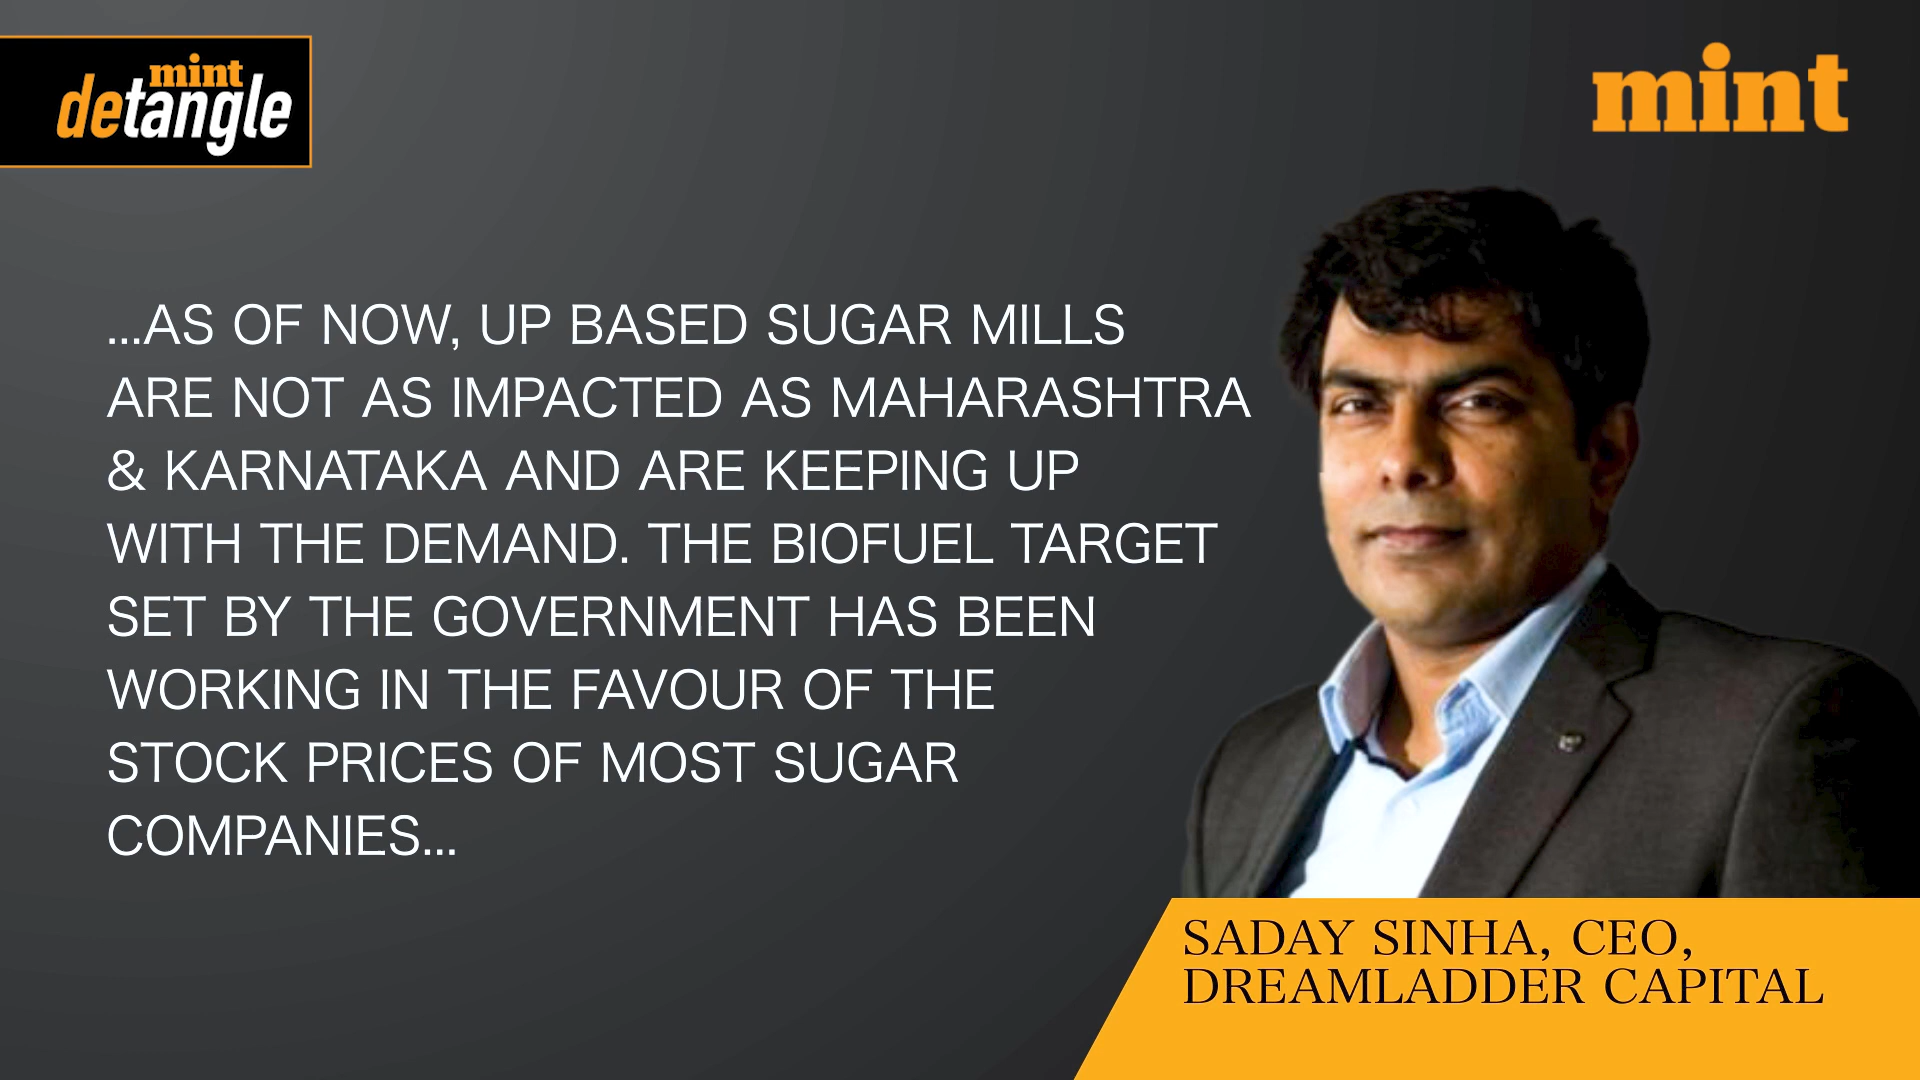 mint
detangle
mint
...AS OF NOW, UP BASED SUGAR MILLS
ARE NOT AS IMPACTED AS MAHARASHTRA
& KARNATAKA AND ARE KEEPING UP
WITH THE DEMAND. THE BIOFUEL TARGET
SET BY THE GOVERNMENT HAS BEEN
WORKING IN THE FAVOUR OF THE
STOCK PRICES OF MOST SUGAR
COMPANIES...
SADAY SINHA, CEO,
DREAMLADDER CAPITAL